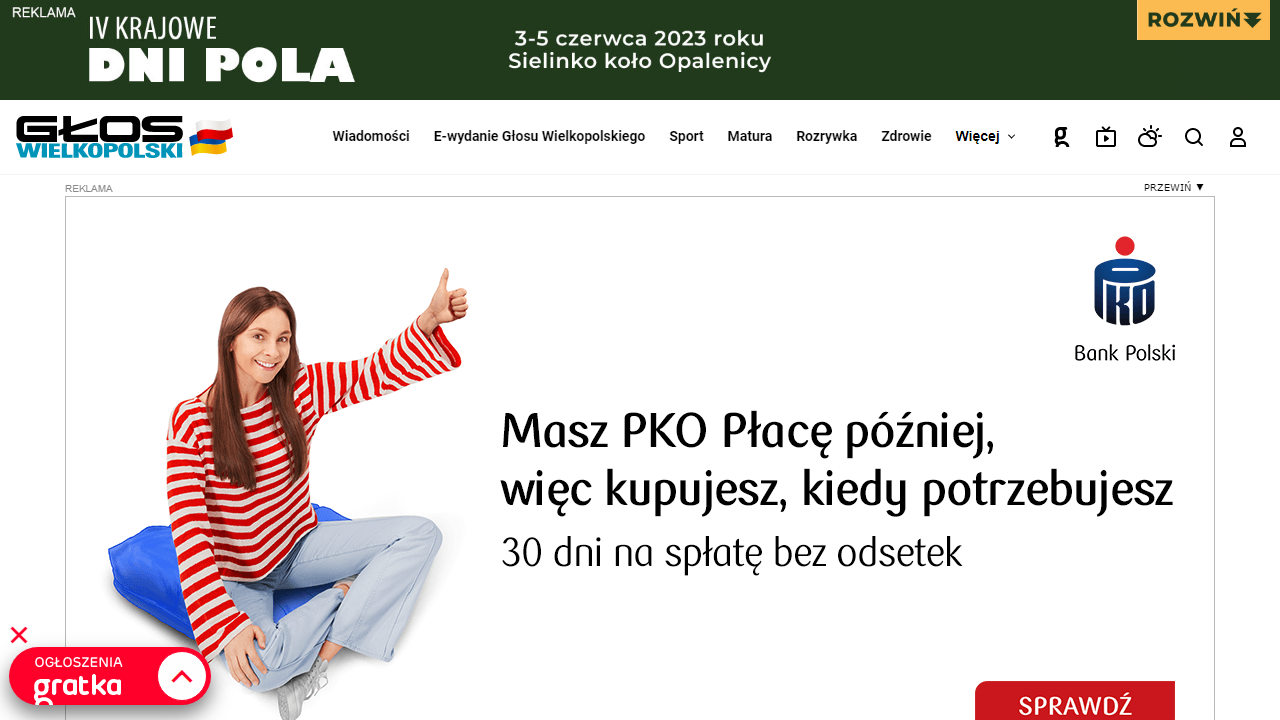 REKLAMA
IV KRAJOWE
DNI POLA
3-5 czerwca 2023 roku
Sielinko koło Opalenicy
ROZWIŃ
GŁOS
WIELKOPOLSKI
Wiadomości E-wydanie Głosu Wielkopolskiego Sport Matura Rozrywka Zdrowie Więcej
REKLAMA
PRZEWIŃ ▼
PKO
Bank Polski
Masz PKO Płacę później,
więc kupujesz, kiedy potrzebujesz
30 dni na spłatę bez odsetek
OGŁOSZENIA
gratka
SPRAWDŹ